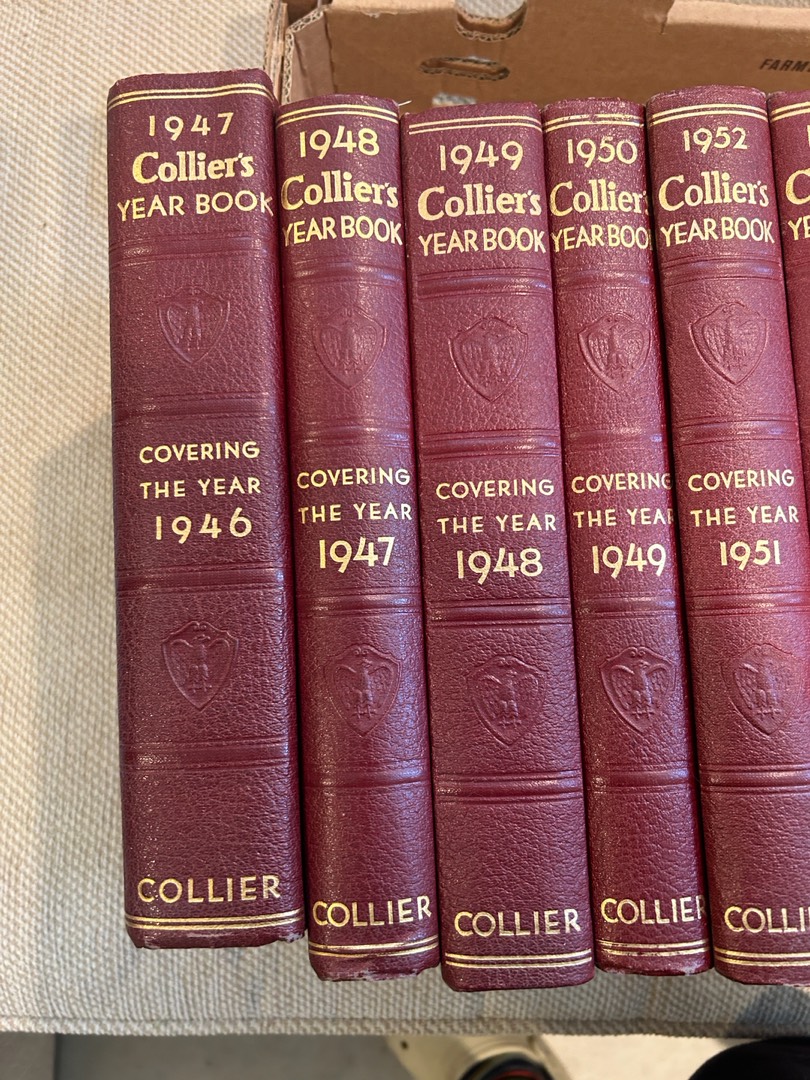 1947
Collier's
YEAR BOOK
COVERING
THE YEAR
1946
COLLIER
1948
Collier's
YEAR BOOK
COVERING
THE YEAR
1947
COLLIER
1949
Collier's
YEAR BOOK
COVERING
THE YEAR
1948
COLLIER
1950
Collier's
YEAR BOOK
COVERING
THE YEAR
1949
COLLIER
1952
Collier's
YEAR BOOK
COVERING
THE YEAR
1951
COLLI